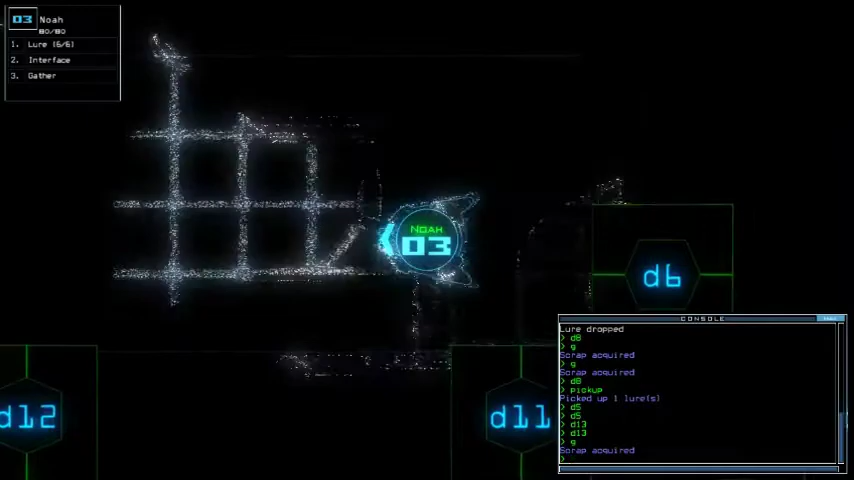 03 Noah
80/80
1. Lure (6/6)
2. Interface
3. Gather
NOAH
03
d6
d12
d11
CONSOLE
Lure dropped
> d8
> g
Scrap acquired
> g
Scrap acquired
> d8
> pickup
Picked up 1 lure(s)
> d5
> d5
> d13
> d13
> g
Scrap acquired
>